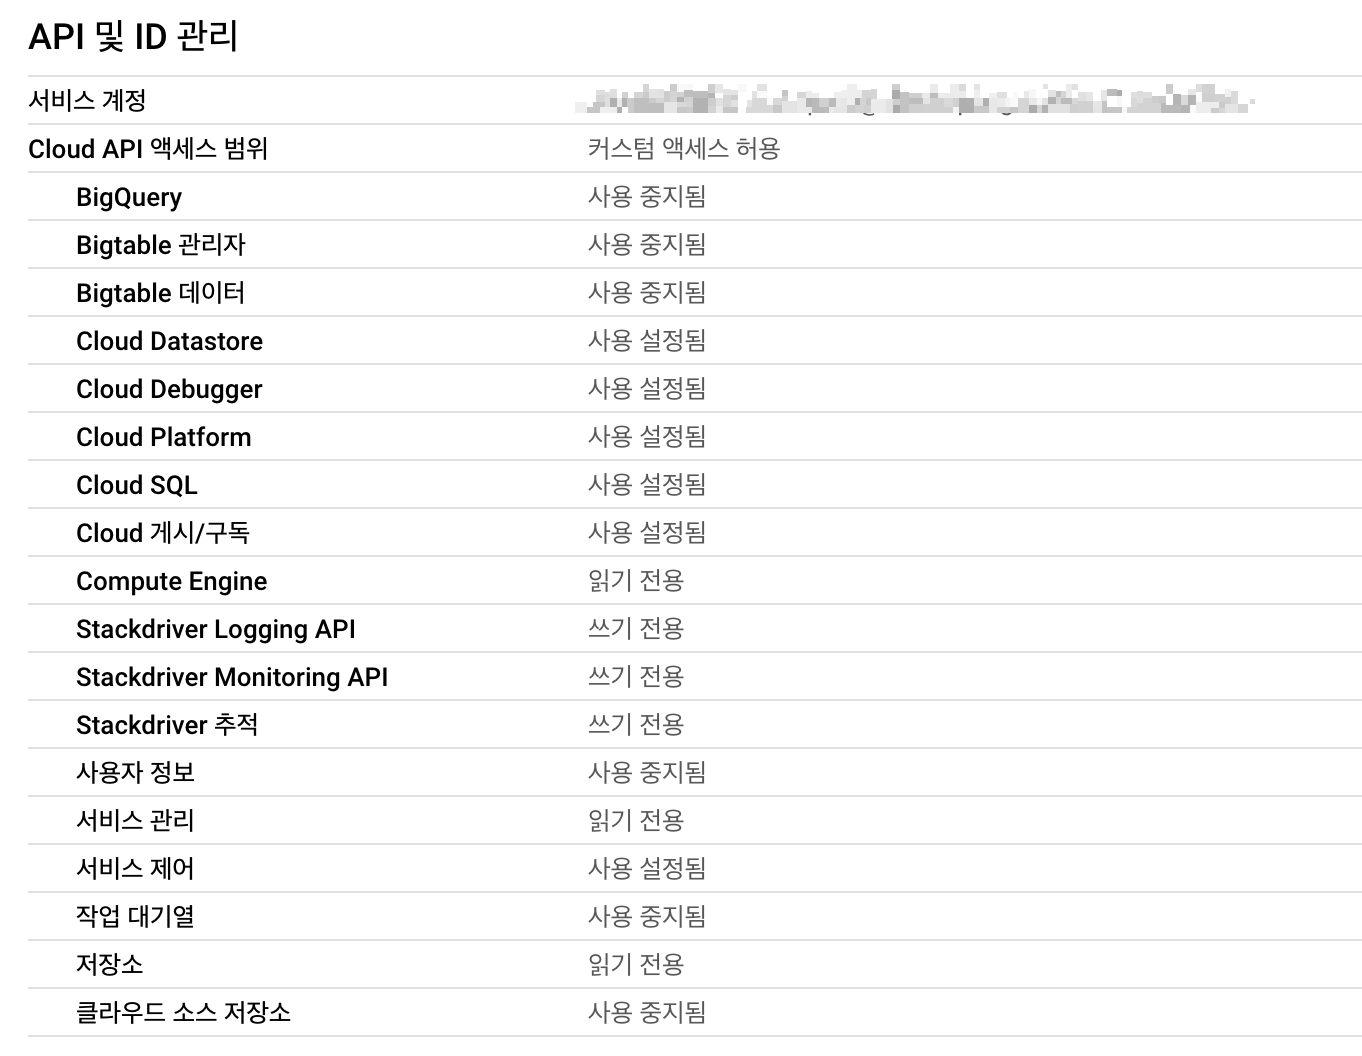 API 및 ID 관리
서비스 계정
Cloud API 액세스 범위 커스텀 액세스 허용
BigQuery 사용 중지됨
Bigtable 관리자 사용 중지됨
Bigtable 데이터 사용 중지됨
Cloud Datastore 사용 설정됨
Cloud Debugger 사용 설정됨
Cloud Platform 사용 설정됨
Cloud SQL 사용 설정됨
Cloud 게시/구독 사용 설정됨
Compute Engine 읽기 전용
Stackdriver Logging API 쓰기 전용
Stackdriver Monitoring API 쓰기 전용
Stackdriver 추적 쓰기 전용
사용자 정보 사용 중지됨
서비스 관리 읽기 전용
서비스 제어 사용 설정됨
작업 대기열 사용 중지됨
저장소 읽기 전용
클라우드 소스 저장소 사용 중지됨